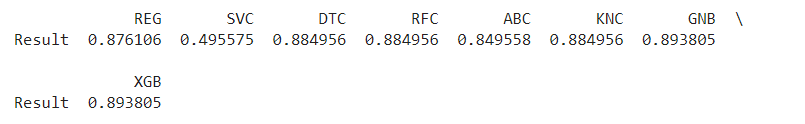 REG SVC DTC RFC ABC KNC GNB \
Result 0.876106 0.495575 0.884956 0.884956 0.849558 0.884956 0.893805
XGB
Result 0.893805